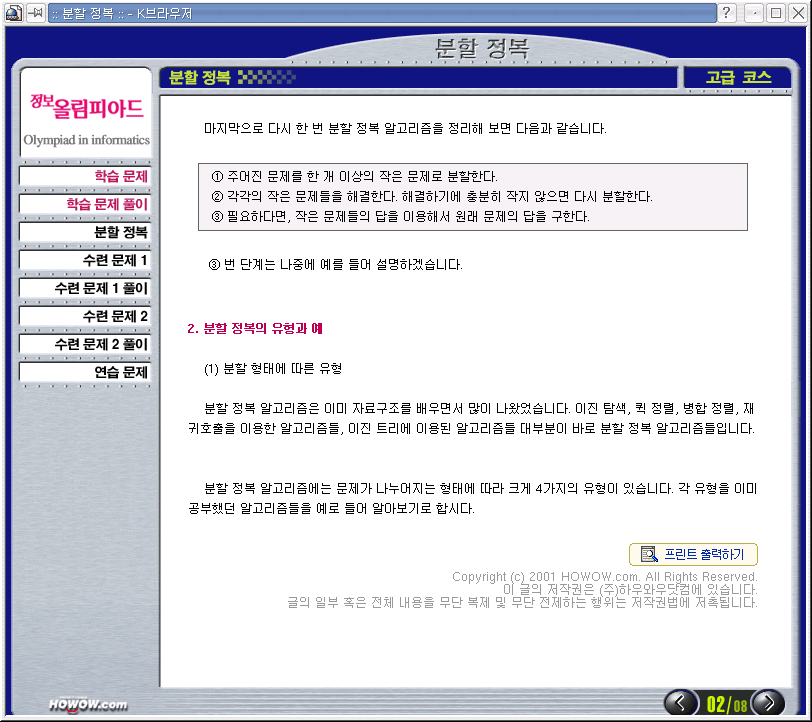 :: 분할 정복 :: - K브라우저
분할 정복
정보올림피아드
Olympiad in informatics
학습 문제
학습 문제 풀이
분할 정복
수련 문제 1
수련 문제 1 풀이
수련 문제 2
수련 문제 2 풀이
연습 문제
분할 정복
고급 코스
마지막으로 다시 한 번 분할 정복 알고리즘을 정리해 보면 다음과 같습니다.
① 주어진 문제를 한 개 이상의 작은 문제로 분할한다.
② 각각의 작은 문제들을 해결한다. 해결하기에 충분히 작지 않으면 다시 분할한다.
③ 필요하다면, 작은 문제들의 답을 이용해서 원래 문제의 답을 구한다.
③ 번 단계는 나중에 예를 들어 설명하겠습니다.
2. 분할 정복의 유형과 예
(1) 분할 형태에 따른 유형
분할 정복 알고리즘은 이미 자료구조를 배우면서 많이 나왔었습니다. 이진 탐색, 퀵 정렬, 병합 정렬, 재
귀호출을 이용한 알고리즘들, 이진 트리에 이용된 알고리즘들 대부분이 바로 분할 정복 알고리즘들입니다.
분할 정복 알고리즘에는 문제가 나누어지는 형태에 따라 크게 4가지의 유형이 있습니다. 각 유형을 이미
공부했던 알고리즘들을 예로 들어 알아보기로 합시다.
프린트 출력하기
Copyright (c) 2001 HOWOW.com. All Rights Reserved.
이 글의 저작권은 (주)하우와우닷컴에 있습니다.
글의 일부 혹은 전체 내용을 무단 복제 및 무단 전제하는 행위는 저작권법에 저촉됩니다.
HOWOW.com
02/08